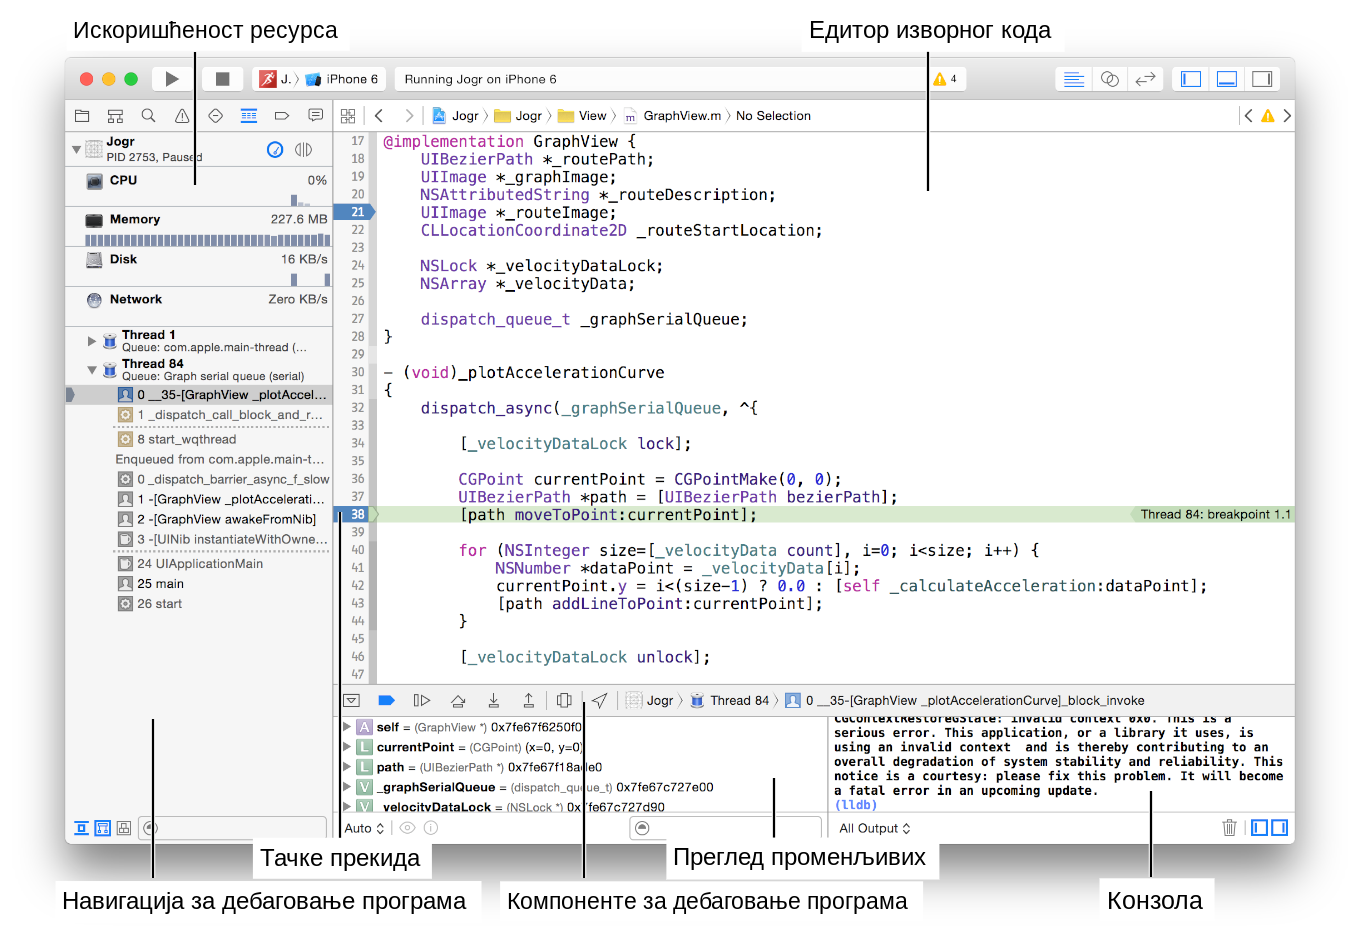 Искоришћеност ресурса
Едитор изворног кода
J. 〉 iPhone 6
Running Jogr on iPhone 6
4
Jogr 〉 Jogr 〉 View 〉 GraphView.m 〉 No Selection
Jogr
PID 2753, Paused
CPU 0%
Memory 227.6 MB
Disk 16 KB/s
Network Zero KB/s
Thread 1
Queue: com.apple.main-thread (...
Thread 84
Queue: Graph serial queue (serial)
0 __35-[GraphView _plotAccel...
1 _dispatch_call_block_and_r...
8 start_wqthread
Enqueued from com.apple.main-t...
0 _dispatch_barrier_async_f_slow
1 -[GraphView _plotAccelerati...
2 -[GraphView awakeFromNib]
3 -[UINib instantiateWithOwne...
24 UIApplicationMain
25 main
26 start
17 @implementation GraphView {
18 UIBezierPath *_routePath;
19 UIImage *_graphImage;
20 NSAttributedString *_routeDescription;
21 UIImage *_routeImage;
22 CLLocationCoordinate2D _routeStartLocation;
23
24 NSLock *_velocityDataLock;
25 NSArray *_velocityData;
26
27 dispatch_queue_t _graphSerialQueue;
28 }
29
30 – (void)_plotAccelerationCurve
31 {
32 dispatch_async(_graphSerialQueue, ^{
33
34 [_velocityDataLock lock];
35
36 CGPoint currentPoint = CGPointMake(0, 0);
37 UIBezierPath *path = [UIBezierPath bezierPath];
38 [path moveToPoint:currentPoint]; Thread 84: breakpoint 1.1
39
40 for (NSInteger size=[_velocityData count], i=0; i<size; i++) {
41 NSNumber *dataPoint = _velocityData[i];
42 currentPoint.y = i<(size-1) ? 0.0 : [self _calculateAcceleration:dataPoint];
43 [path addLineToPoint:currentPoint];
44 }
45
46 [_velocityDataLock unlock];
47
Jogr 〉 Thread 84 〉 0 __35-[GraphView _plotAccelerationCurve]_block_invoke
A self = (GraphView *) 0x7fe67f6250f0
L currentPoint = (CGPoint) (x=0, y=0)
L path = (UIBezierPath *) 0x7fe67f18ade0
V _graphSerialQueue = (dispatch_queue_t) 0x7fe67c727e00
V _velocityDataLock = (NSLock *) 0x7fe67c727d90
Auto
CGContextRestoreGState: invalid context 0x0. This is a
serious error. This application, or a library it uses, is
using an invalid context  and is thereby contributing to an
overall degradation of system stability and reliability. This
notice is a courtesy: please fix this problem. It will become
a fatal error in an upcoming update.
(lldb)
All Output
Тачке прекида
Преглед променљивих
Навигација за дебаговање програма
Компоненте за дебаговање програма
Конзола